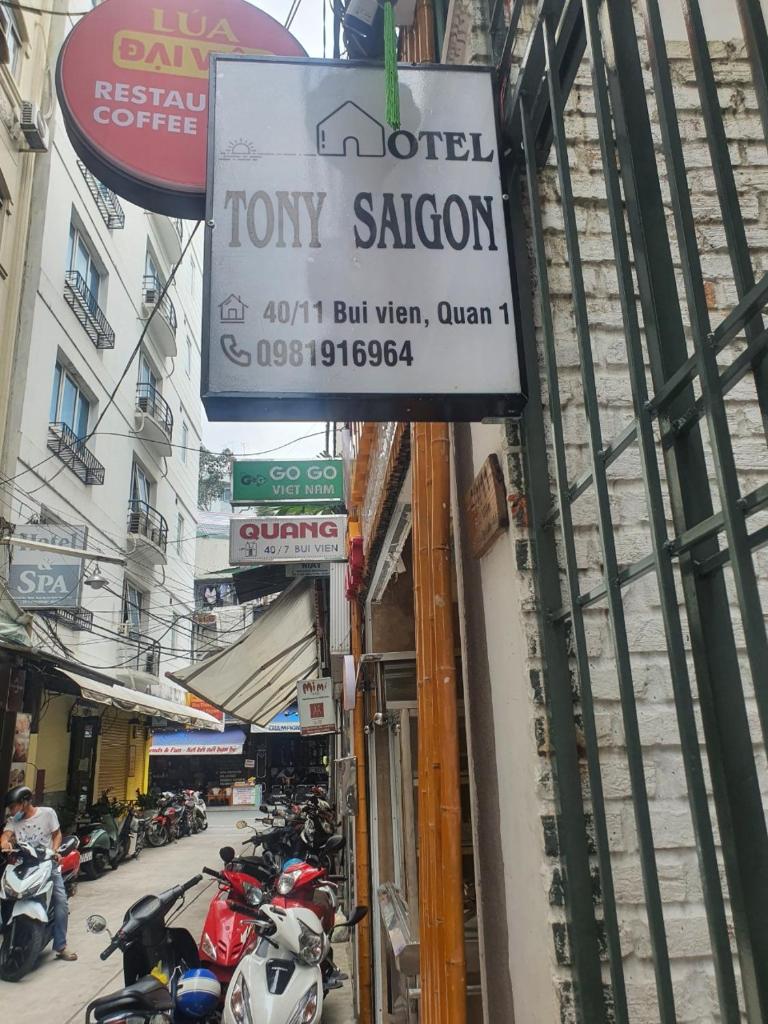 LÚA
ĐẠI V
RESTAU
COFFEE
OTEL
TONY SAIGON
40/11 Bui vien, Quan 1
0981916964
GO GO
VIET NAM
QUANG
40/7 BUI VIEN
Hotel
&
SPA
MiMi